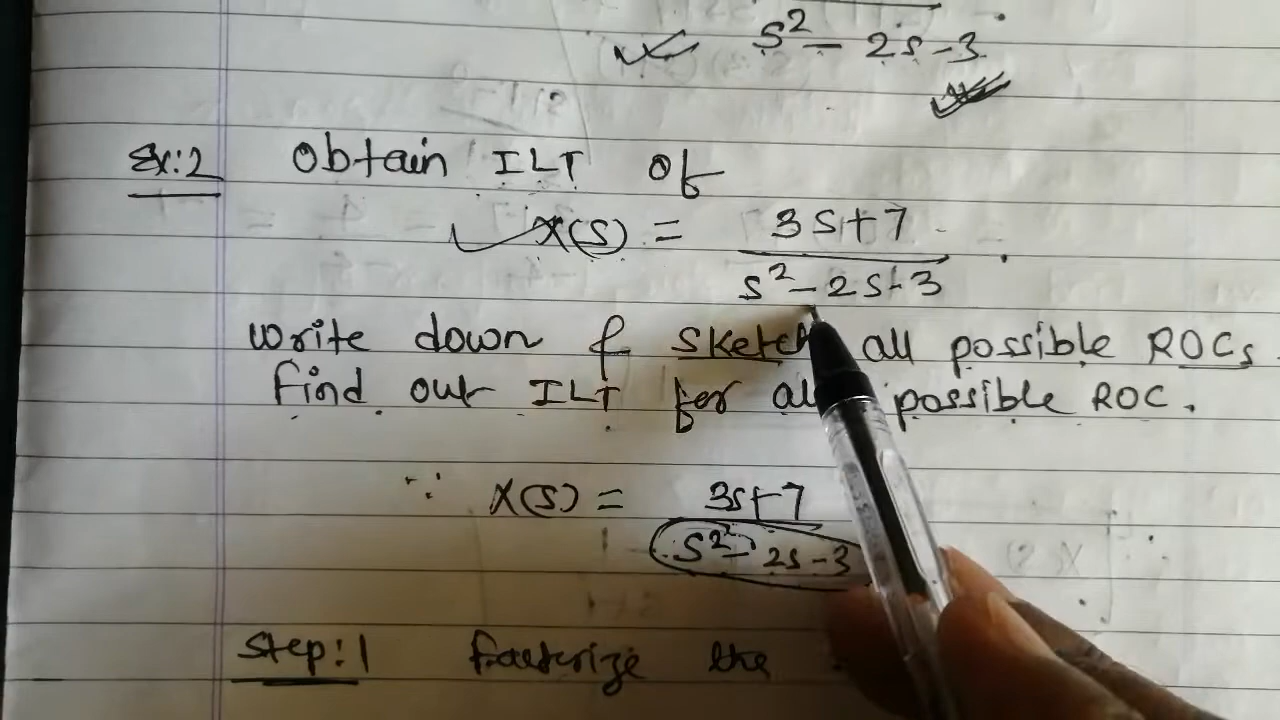 s² - 2s - 3
Ex:2 Obtain ILT of
X(s) = 3s+7
s² - 2s - 3
Write down & sketch all possible ROCs.
Find out ILT for all possible ROC.
∵ X(s) = 3s+7
s² - 2s - 3
Step:1 factorize the